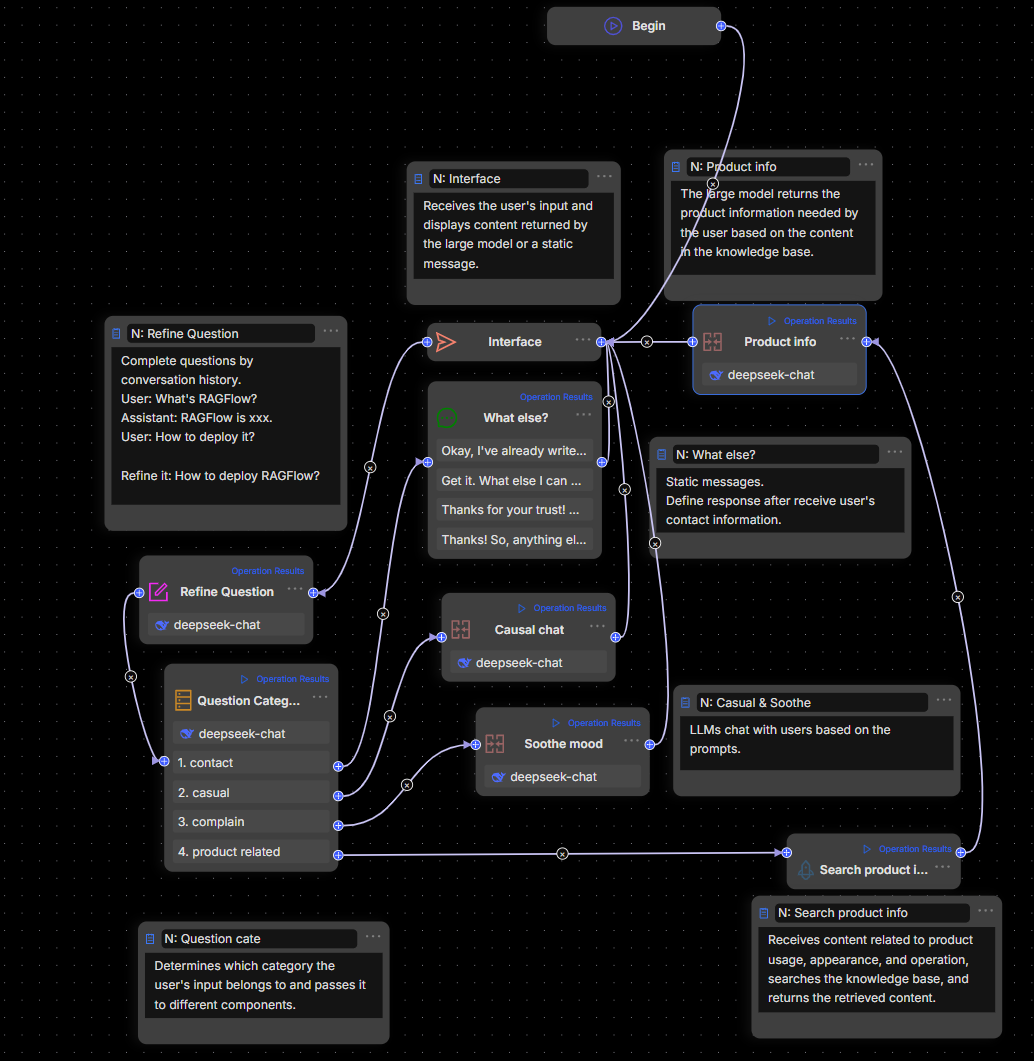 Begin
N: Interface
Receives the user's input and
displays content returned by
the large model or a static
message.
N: Product info
The large model returns the
product information needed by
the user based on the content
in the knowledge base.
N: Refine Question
Complete questions by
conversation history.
User: What's RAGFlow?
Assistant: RAGFlow is xxx.
User: How to deploy it?
Refine it: How to deploy RAGFlow?
Interface
Operation Results
Product info
deepseek-chat
Operation Results
What else?
Okay, I've already write...
Get it. What else I can ...
Thanks for your trust! ...
Thanks! So, anything el...
N: What else?
Static messages.
Define response after receive user's
contact information.
Operation Results
Refine Question
deepseek-chat
Operation Results
Causal chat
deepseek-chat
Operation Results
Question Categ...
deepseek-chat
1. contact
2. casual
3. complain
4. product related
Operation Results
Soothe mood
deepseek-chat
N: Casual & Soothe
LLMs chat with users based on the
prompts.
Operation Results
Search product i...
N: Search product info
Receives content related to product
usage, appearance, and operation,
searches the knowledge base, and
returns the retrieved content.
N: Question cate
Determines which category the
user's input belongs to and passes it
to different components.